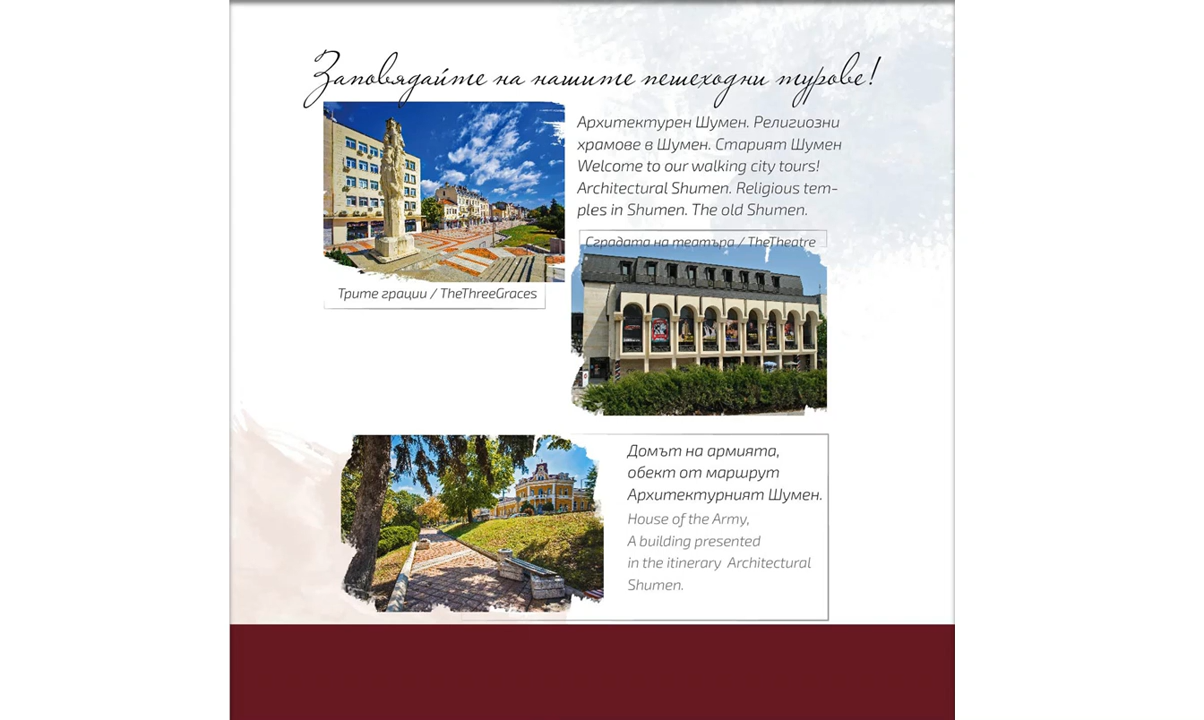 Заповядайте на нашите пешеходни турове!
Архитектурен Шумен. Религиозни
храмове в Шумен. Старият Шумен
Welcome to our walking city tours!
Architectural Shumen. Religious tem-
ples in Shumen. The old Shumen.
Сградата на театъра / TheTheatre
Трите грации / TheThreeGraces
Домът на армията,
обект от маршрут
Архитектурният Шумен.
House of the Army,
A building presented
in the itinerary Architectural
Shumen.